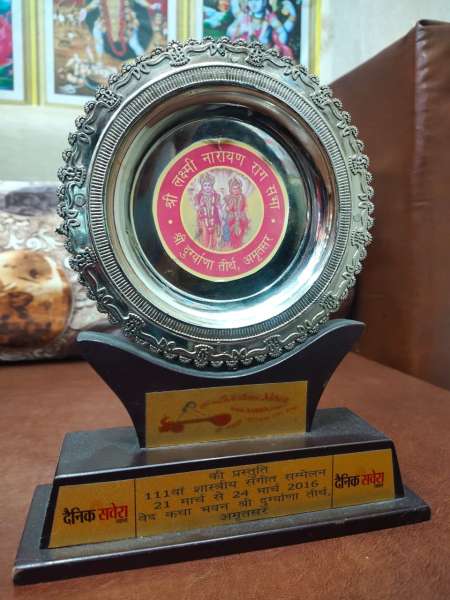 श्री लक्ष्मी नारायण राग सभा
श्री दुर्ग्याणा तीर्थ, अमृतसर
की प्रस्तुति
111वां शास्त्रीय संगीत सम्मेलन
21 मार्च से 24 मार्च 2016
वेद कथा भवन श्री दुर्ग्याणा तीर्थ,
अमृतसर
दैनिक सवेरा
दैनिक सवेरा